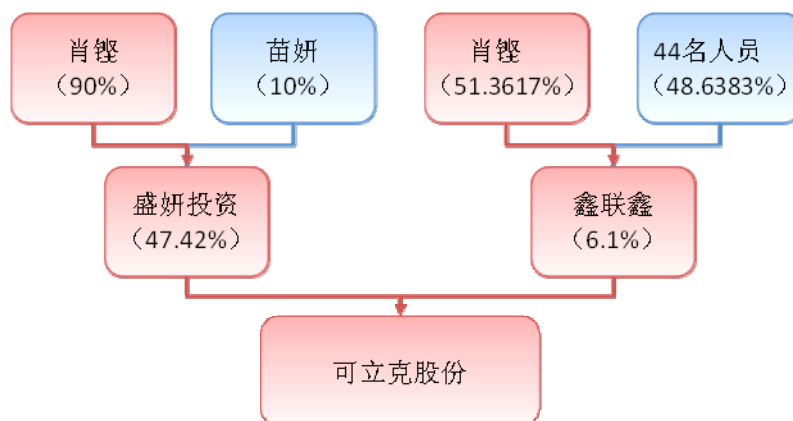 肖铿
（90%）
苗妍
（10%）
肖铿
（51.3617%）
44名人员
（48.6383%）
盛妍投资
（47.42%）
鑫联鑫
（6.1%）
可立克股份